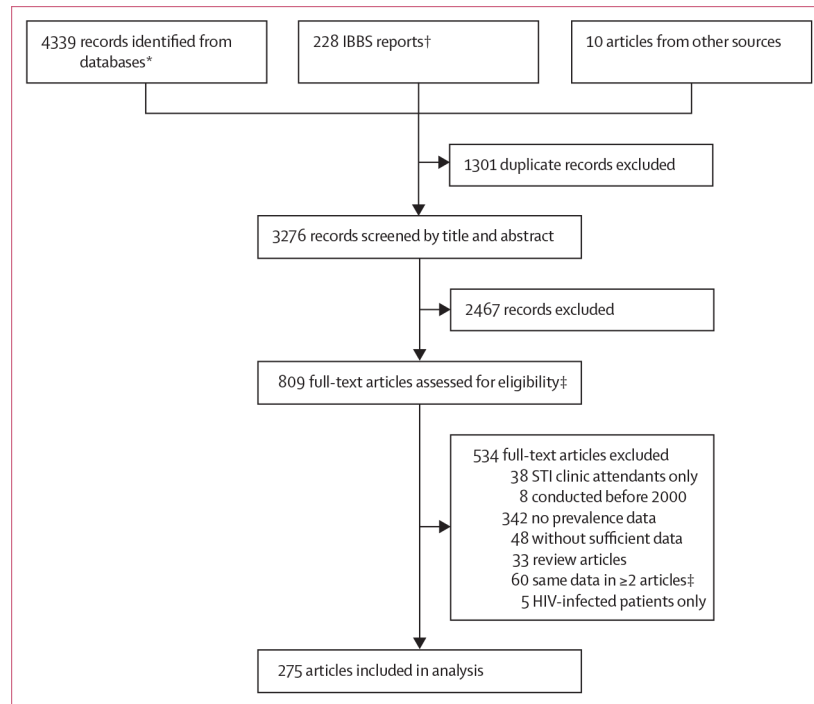 4339 records identified from
databases*
228 IBBS reports†
10 articles from other sources
1301 duplicate records excluded
3276 records screened by title and abstract
2467 records excluded
809 full-text articles assessed for eligibility‡
534 full-text articles excluded
38 STI clinic attendants only
8 conducted before 2000
342 no prevalence data
48 without sufficient data
33 review articles
60 same data in ≥2 articles‡
5 HIV-infected patients only
275 articles included in analysis